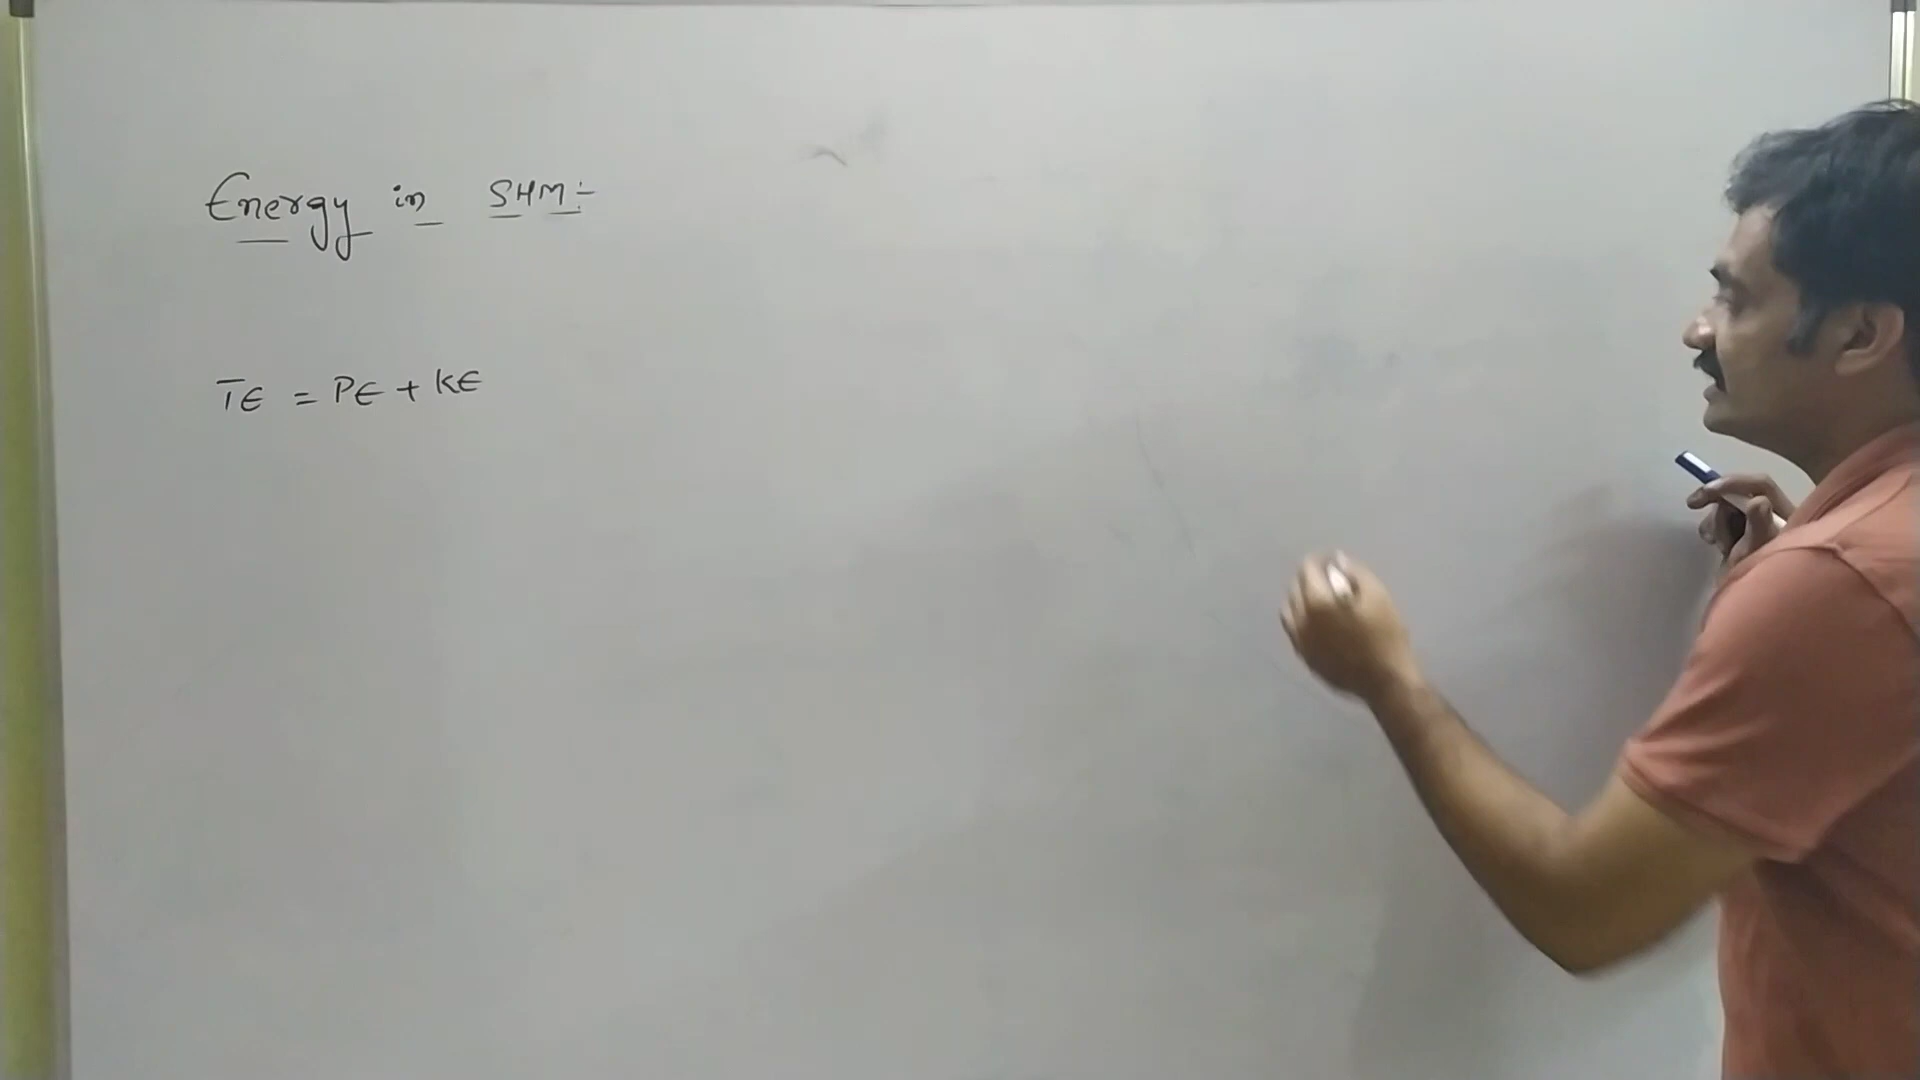 Energy in SHM:-
TE = PE + KE